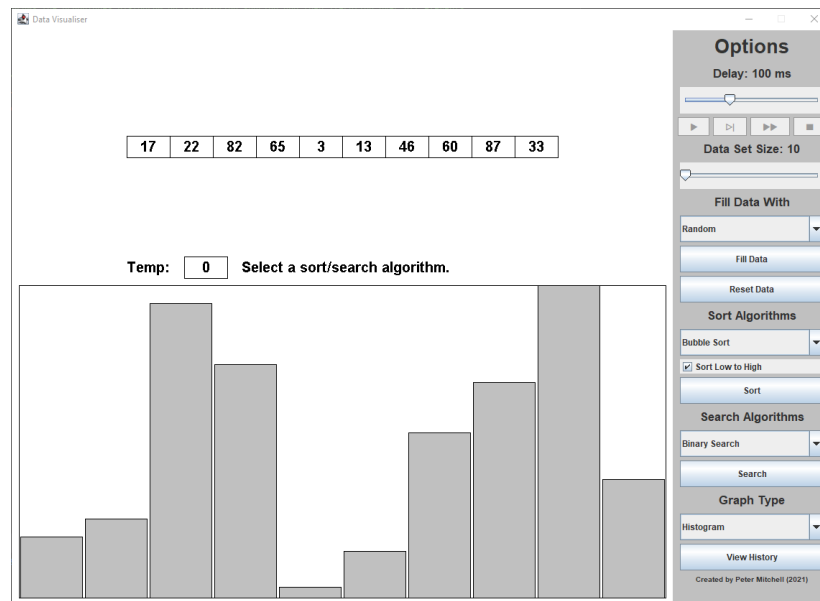 Data Visualiser
Options
Delay: 100 ms
17 22 82 65 3 13 46 60 87 33
Data Set Size: 10
Fill Data With
Random
Fill Data
Temp: 0 Select a sort/search algorithm.
Reset Data
Sort Algorithms
Bubble Sort
Sort Low to High
Sort
Search Algorithms
Binary Search
Search
Graph Type
Histogram
View History
Created by Peter Mitchell (2021)